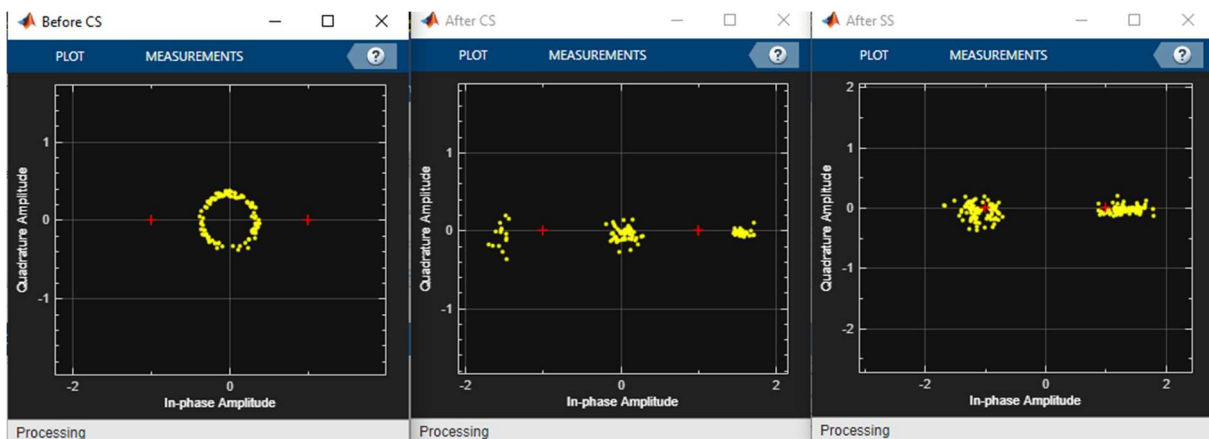 Before CS
PLOT MEASUREMENTS ?
1
0
-1
Quadrature Amplitude
-2 0
In-phase Amplitude
Processing
After CS
PLOT MEASUREMENTS ?
1
0
-1
Quadrature Amplitude
-2 0 2
In-phase Amplitude
Processing
After SS
PLOT MEASUREMENTS ?
2
1
0
-1
-2
Quadrature Amplitude
-2 0 2
In-phase Amplitude
Processing